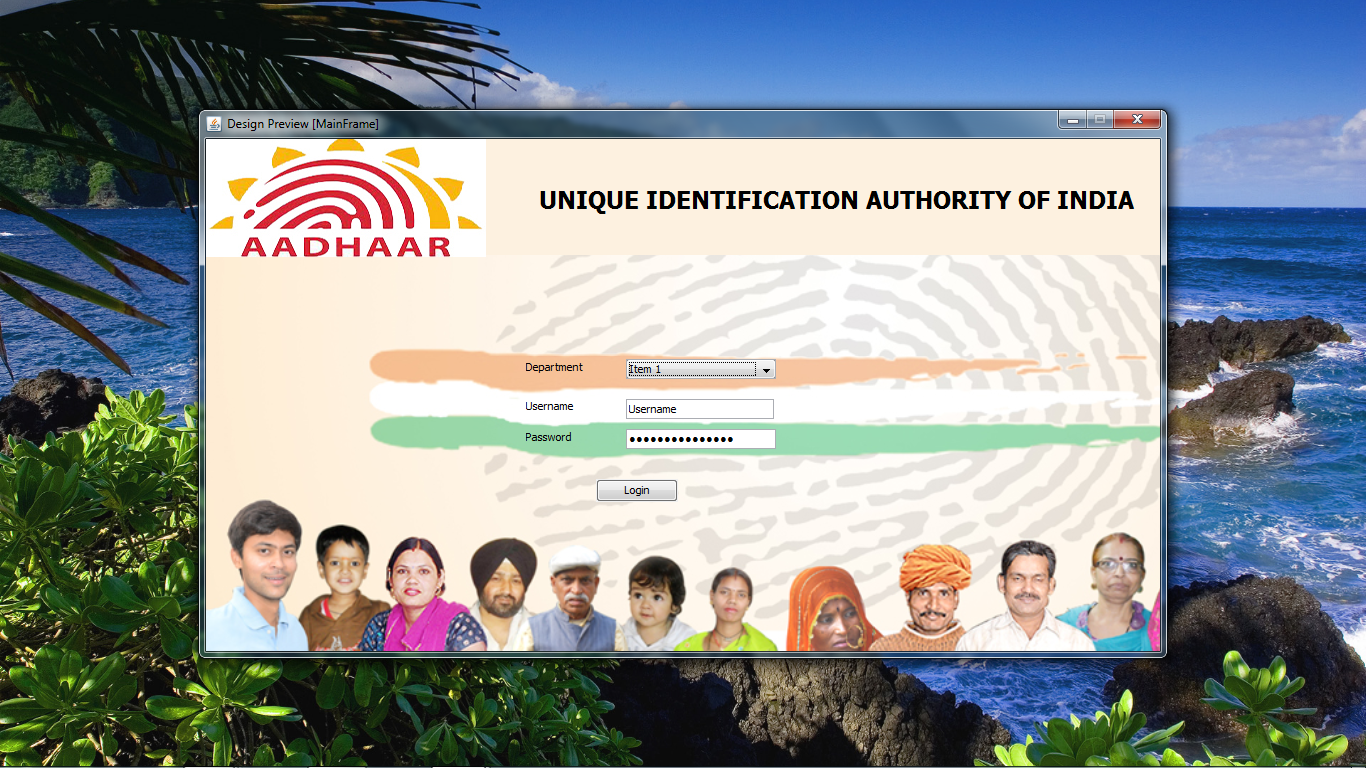 Design Preview [MainFrame]
AADHAAR
UNIQUE IDENTIFICATION AUTHORITY OF INDIA
Department
Item 1
Username
Username
Password
•••••••••••••••
Login